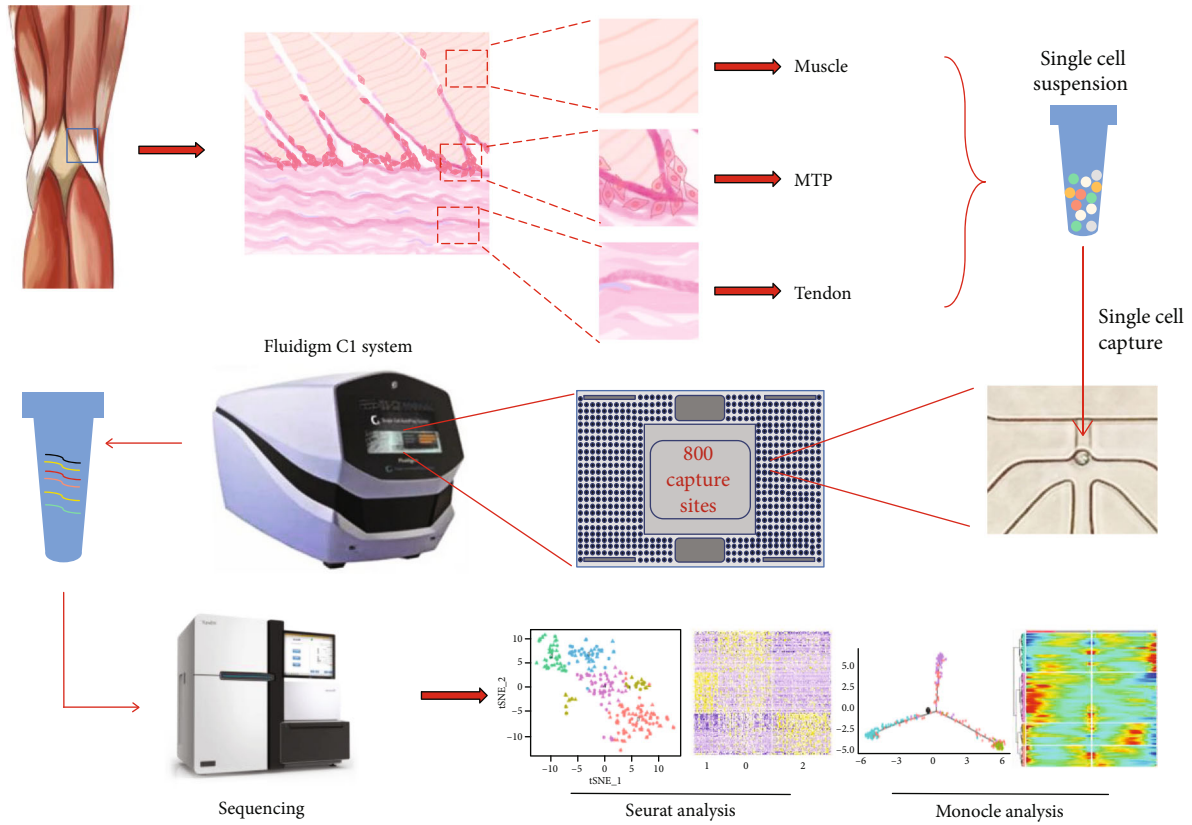 Muscle
MTP
Tendon
Single cell
suspension
Single cell
capture
Fluidigm C1 system
800
capture
sites
Sequencing
tSNE_2
10
5
0
−5
−10
−10
−5
0
5
10
tSNE_1
1
0
2
Seurat analysis
5.0
2.5
0.0
−2.5
−5.0
−6
−3
0
3
6
Monocle analysis